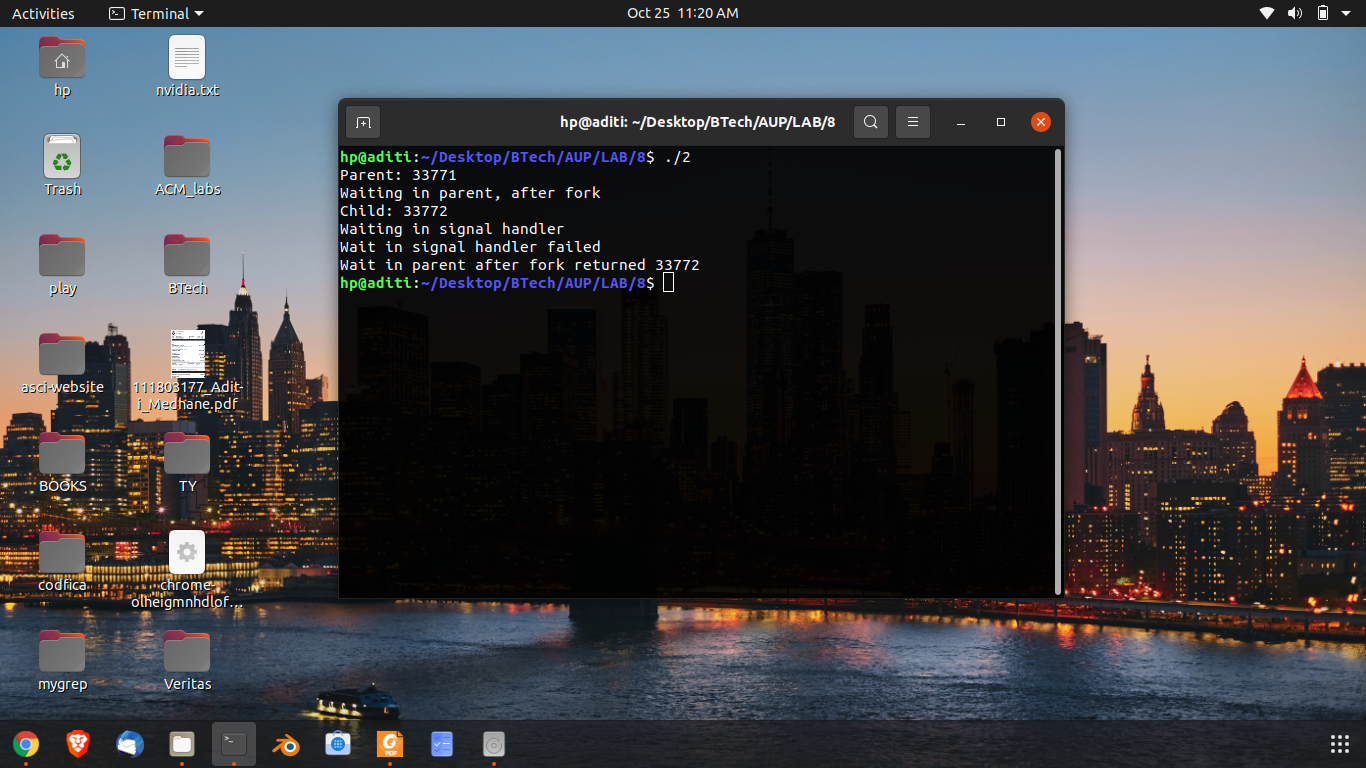 Activities
Terminal
Oct 25 11:20 AM
hp
nvidia.txt
Trash
ACM_labs
play
BTech
asci-website
111803177_Adit-
i_Medhane.pdf
BOOKS
TY
codfica
chrome-
olheigmnhdlof...
mygrep
Veritas
hp@aditi: ~/Desktop/BTech/AUP/LAB/8
hp@aditi:~/Desktop/BTech/AUP/LAB/8$ ./2
Parent: 33771
Waiting in parent, after fork
Child: 33772
Waiting in signal handler
Wait in signal handler failed
Wait in parent after fork returned 33772
hp@aditi:~/Desktop/BTech/AUP/LAB/8$
PDF